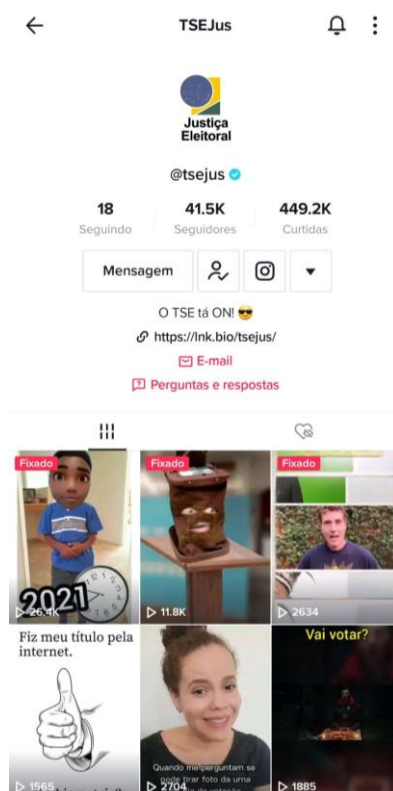 TSEJus
Justiça
Eleitoral
@tsejus
18 41.5K 449.2K
Seguindo Seguidores Curtidas
Mensagem
O TSE tá ON! 😎
https://lnk.bio/tsejus/
E-mail
Perguntas e respostas
Fixado Fixado Fixado
2021
26.4K 11.8K 2634
Fiz meu título pela
internet.
Vai votar?
Quando me perguntam se
pode tirar foto da urna
1565 2704 1885